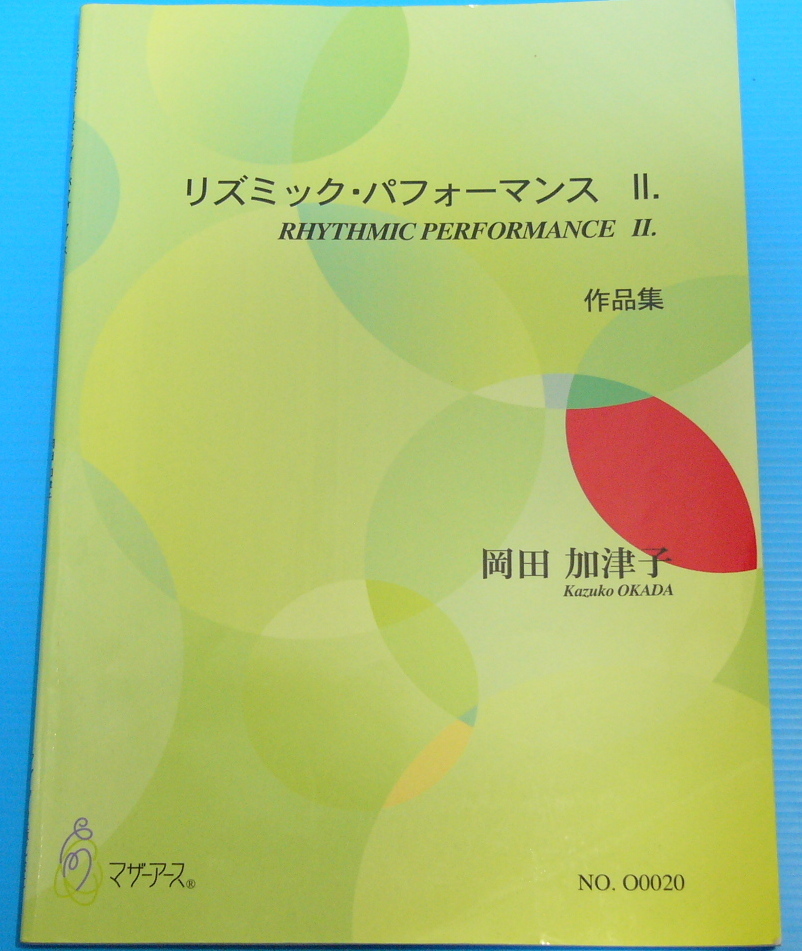 リズミック・パフォーマンス II.
RHYTHMIC PERFORMANCE II.
作品集
岡田 加津子
Kazuko OKADA
マザーアース®
NO. O0020